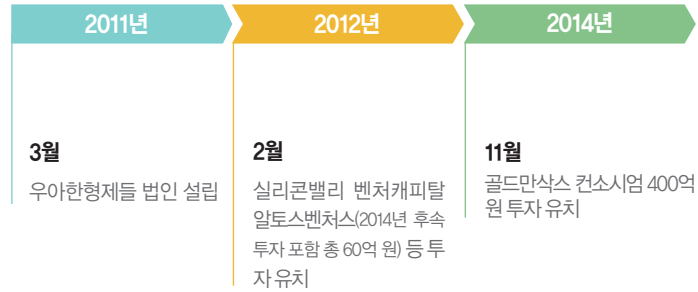 2011년
2012년
2014년
3월
우아한형제들 법인 설립
2월
실리콘밸리 벤처캐피탈
알토스벤처스(2014년 후속
투자 포함 총 60억 원) 등 투
자 유치
11월
골드만삭스 컨소시엄 400억
원 투자 유치